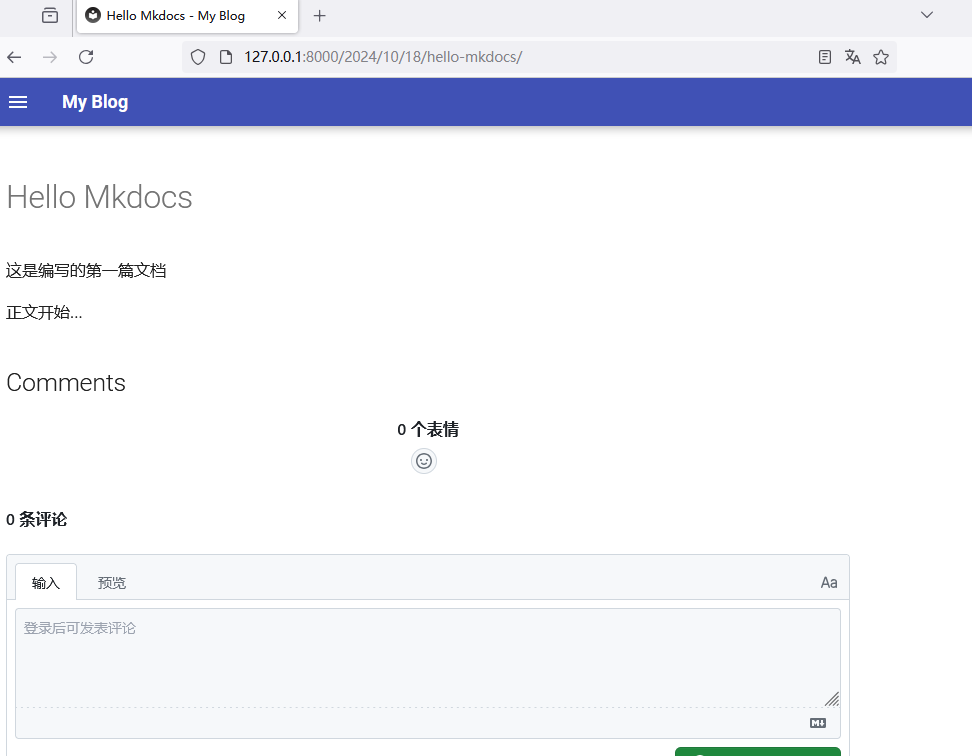 Hello Mkdocs - My Blog
127.0.0.1:8000/2024/10/18/hello-mkdocs/
My Blog
Hello Mkdocs
这是编写的第一篇文档
正文开始...
Comments
0 个表情
0 条评论
输入 预览 Aa
登录后可发表评论
M↓